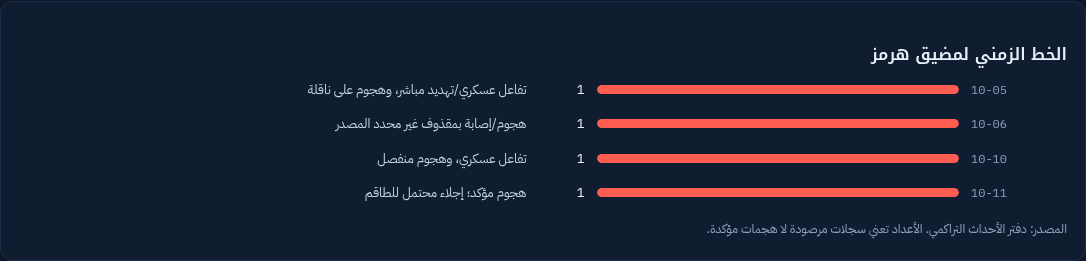 الخط الزمني لمضيق هرمز
10-05 1 تفاعل عسكري/تهديد مباشر، وهجوم على ناقلة
10-06 1 هجوم/إصابة بمقذوف غير محدد المصدر
10-10 1 تفاعل عسكري، وهجوم منفصل
10-11 1 هجوم مؤكد؛ إجلاء محتمل للطاقم
المصدر: دفتر الأحداث التراكمي. الأعداد تعني سجلات مرصودة لا هجمات مؤكدة.